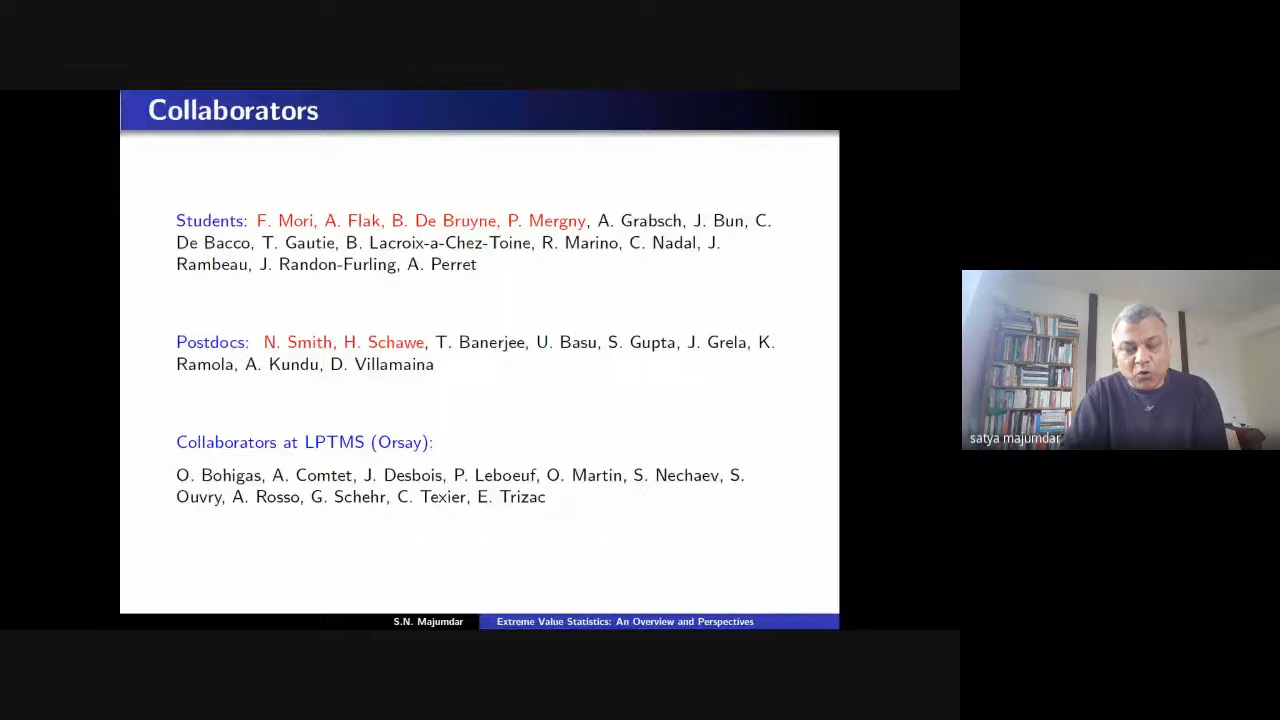 Collaborators
Students: F. Mori, A. Flak, B. De Bruyne, P. Mergny, A. Grabsch, J. Bun, C.
De Bacco, T. Gautie, B. Lacroix-a-Chez-Toine, R. Marino, C. Nadal, J.
Rambeau, J. Randon-Furling, A. Perret
Postdocs: N. Smith, H. Schawe, T. Banerjee, U. Basu, S. Gupta, J. Grela, K.
Ramola, A. Kundu, D. Villamaina
Collaborators at LPTMS (Orsay):
O. Bohigas, A. Comtet, J. Desbois, P. Leboeuf, O. Martin, S. Nechaev, S.
Ouvry, A. Rosso, G. Schehr, C. Texier, E. Trizac
S.N. Majumdar
Extreme Value Statistics: An Overview and Perspectives
satya majumdar